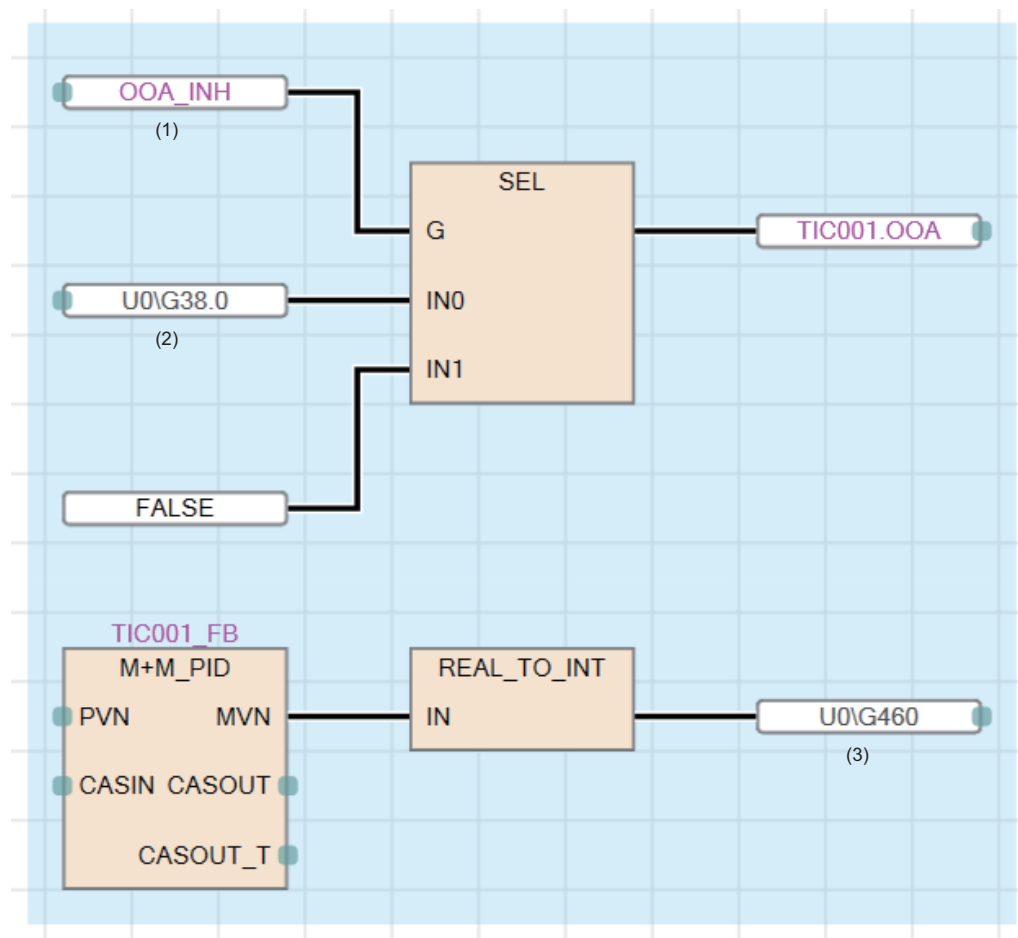 OOA_INH
(1)
SEL
G
TIC001.OOA
U0\G38.0
IN0
(2)
IN1
FALSE
TIC001_FB
M+M_PID
REAL_TO_INT
PVN MVN
IN
U0\G460
(3)
CASIN CASOUT
CASOUT_T